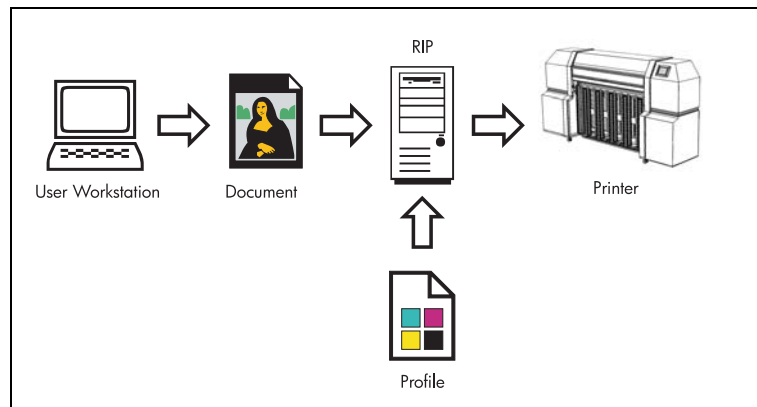 RIP
User Workstation
Document
Printer
Profile